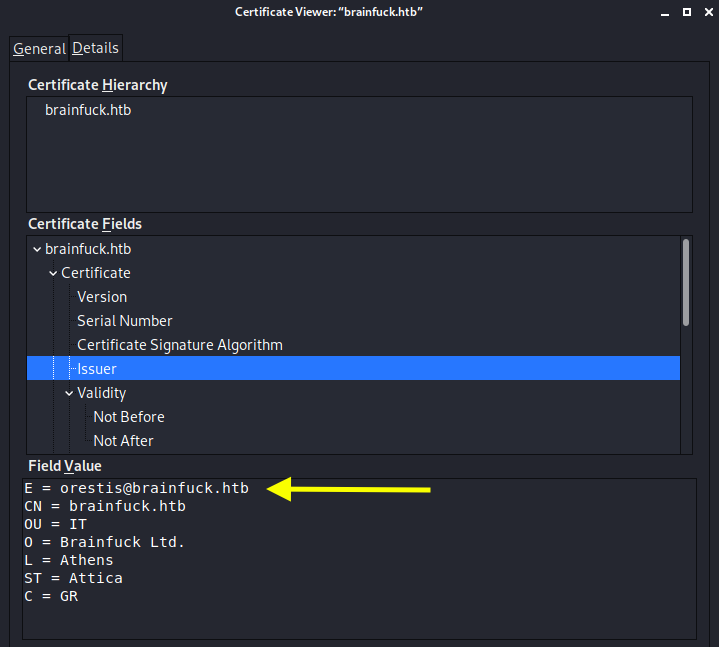 Certificate Viewer: “brainfuck.htb”
General Details
Certificate Hierarchy
brainfuck.htb
Certificate Fields
brainfuck.htb
Certificate
Version
Serial Number
Certificate Signature Algorithm
Issuer
Validity
Not Before
Not After
Field Value
E = orestis@brainfuck.htb
CN = brainfuck.htb
OU = IT
O = Brainfuck Ltd.
L = Athens
ST = Attica
C = GR